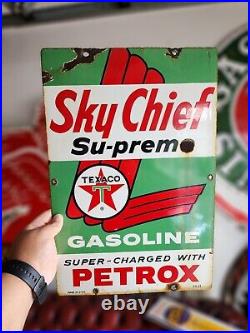 Sky Chief
Su-preme
TEXACO
T
GASOLINE
SUPER-CHARGED WITH
PETROX